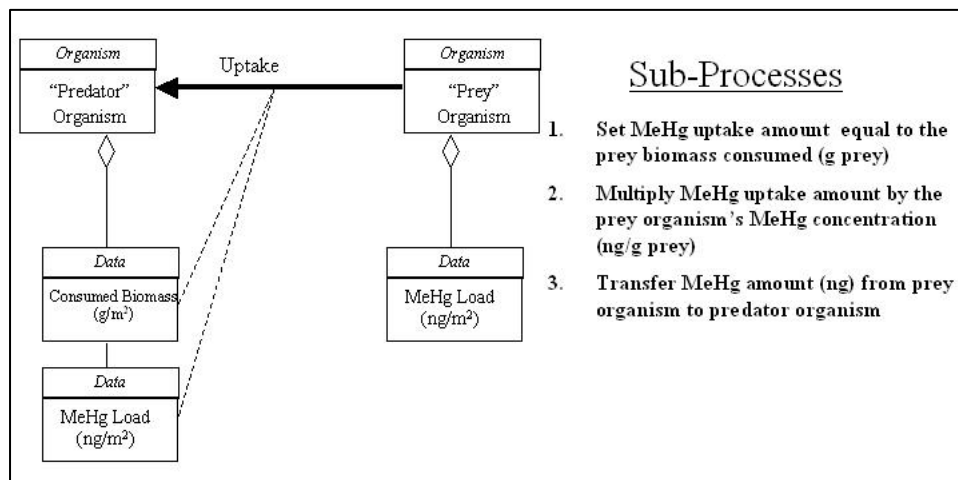 Organism
"Predator"
Organism
Uptake
Organism
"Prey"
Organism
Data
Consumed Biomass
(g/m²)
Data
MeHg Load
(ng/m²)
Data
MeHg Load
(ng/m²)
Sub-Processes
1. Set MeHg uptake amount equal to the
prey biomass consumed (g prey)
2. Multiply MeHg uptake amount by the
prey organism's MeHg concentration
(ng/g prey)
3. Transfer MeHg amount (ng) from prey
organism to predator organism